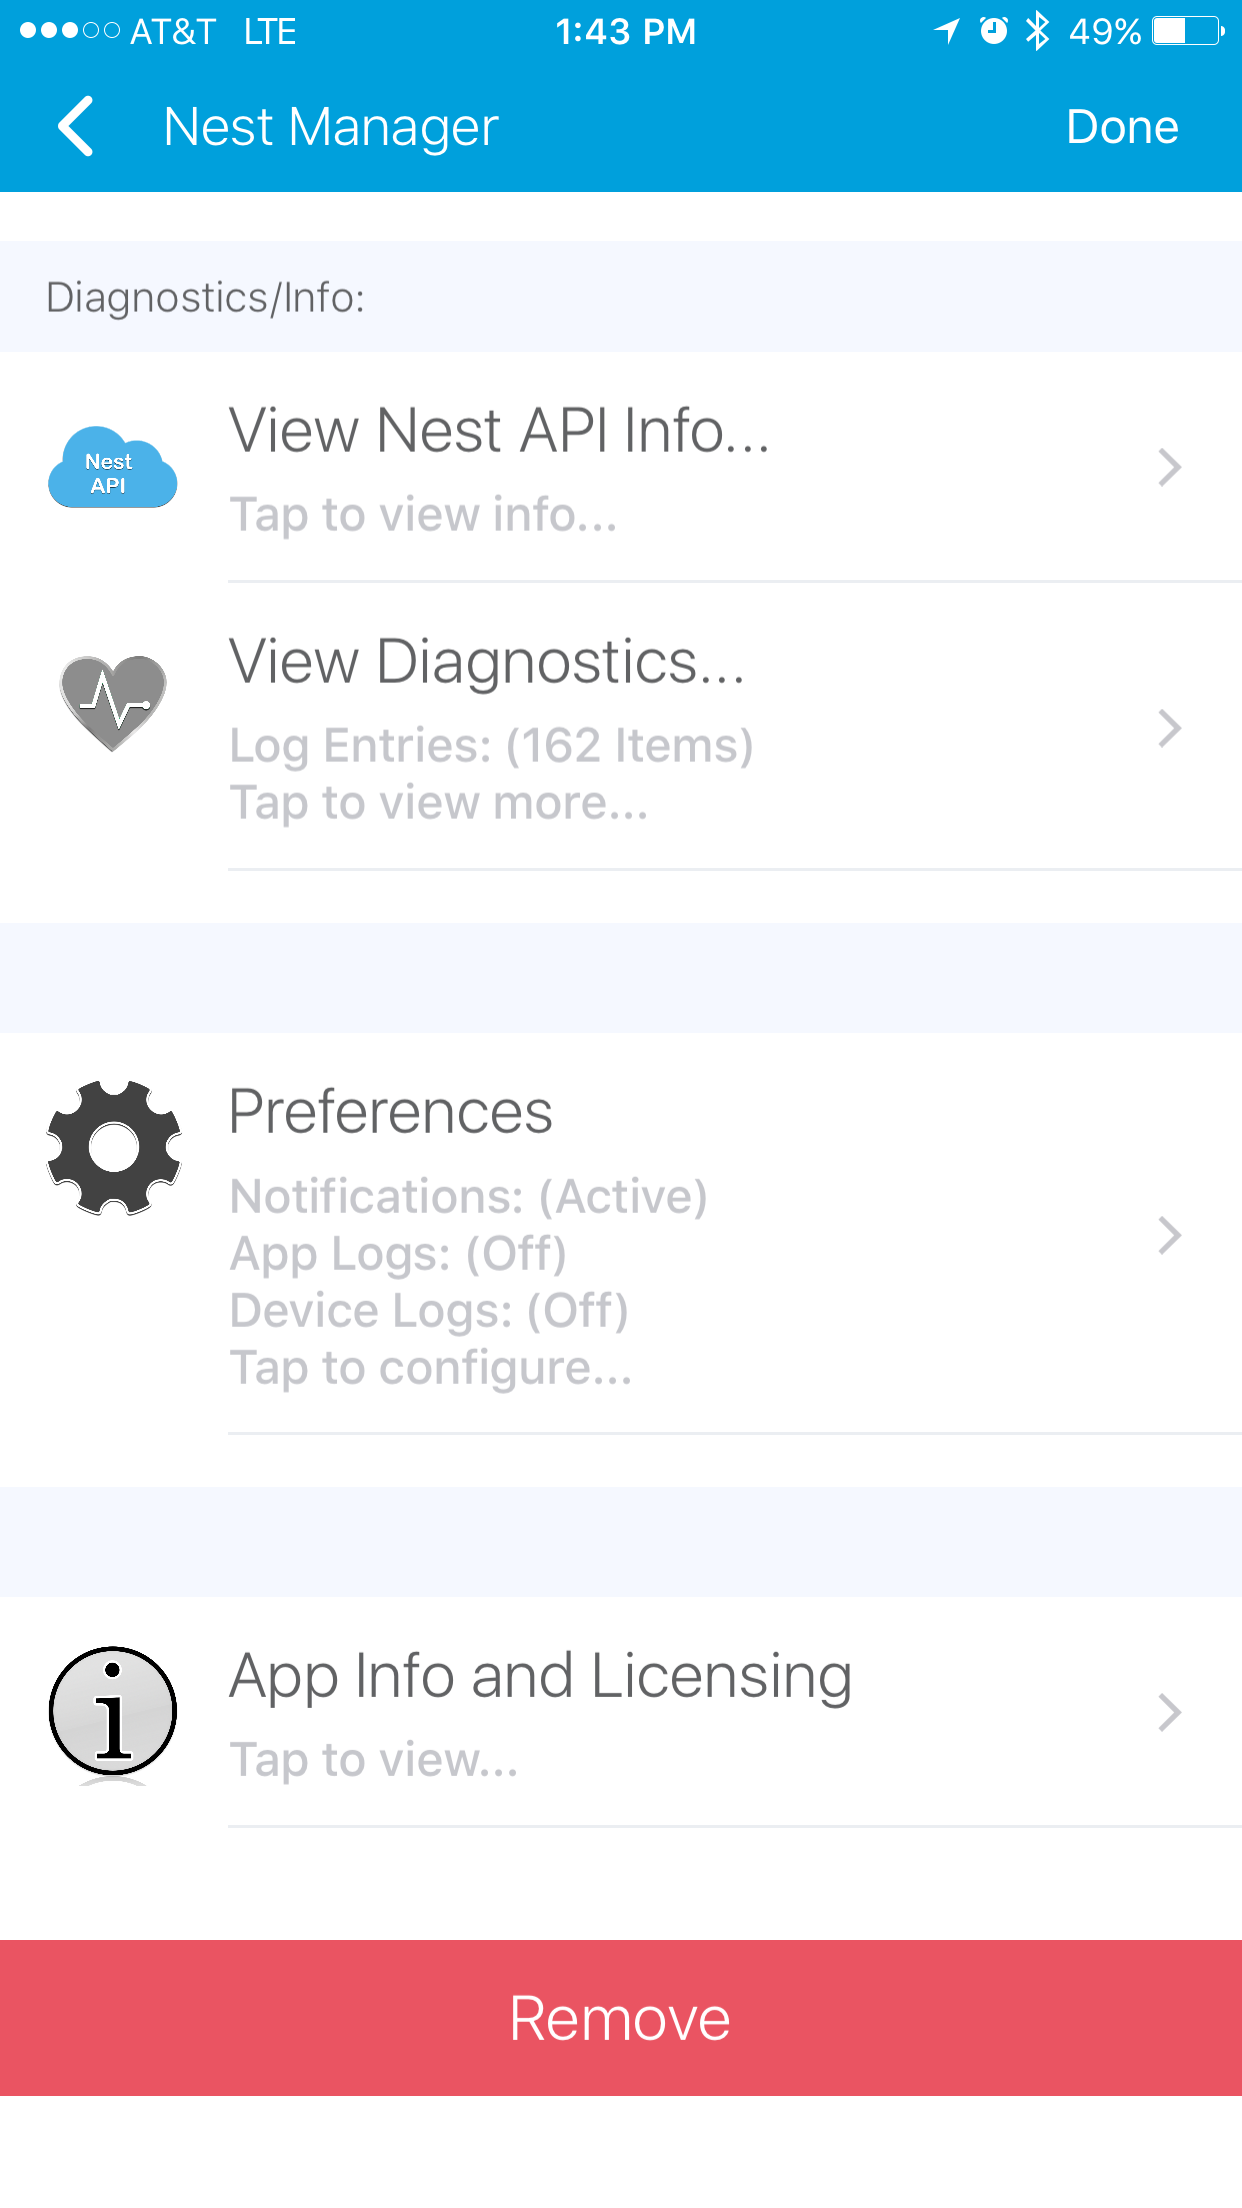 AT&T LTE 1:43 PM 49%
Nest Manager Done
Diagnostics/Info:
Nest
API
View Nest API Info...
Tap to view info...
View Diagnostics...
Log Entries: (162 Items)
Tap to view more...
Preferences
Notifications: (Active)
App Logs: (Off)
Device Logs: (Off)
Tap to configure...
App Info and Licensing
Tap to view...
Remove